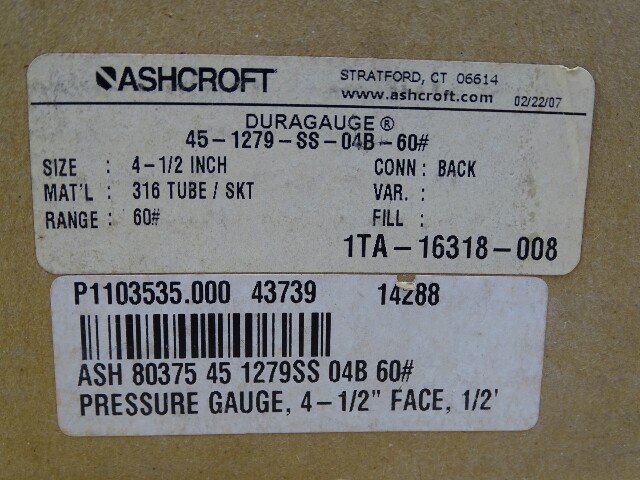 ASHCROFT® STRATFORD, CT 06614
www.ashcroft.com 02/22/07
DURAGAUGE®
45-1279-SS-04B-60#
SIZE : 4-1/2 INCH CONN: BACK
MAT'L : 316 TUBE / SKT VAR. :
RANGE : 60# FILL :
1TA-16318-008
P1103535.000 43739 14288
ASH 80375 45 1279SS 04B 60#
PRESSURE GAUGE, 4-1/2" FACE, 1/2'